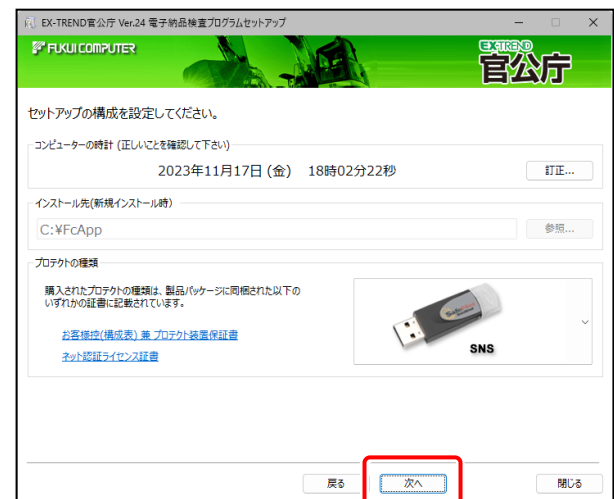 EX-TREND官公庁 Ver.24 電子納品検査プログラムセットアップ
FUKUI COMPUTER
EXTREND
官公庁
セットアップの構成を設定してください。
コンピューターの時計 (正しいことを確認して下さい)
2023年11月17日 (金) 18時02分22秒
訂正...
インストール先(新規インストール時)
C:¥FcApp
参照...
プロテクトの種類
購入されたプロテクトの種類は、製品パッケージに同梱された以下の
いずれかの証書に記載されています。
お客様控(構成表) 兼 プロテクト装置保証書
ネット認証ライセンス証書
SNS
戻る
次へ
閉じる